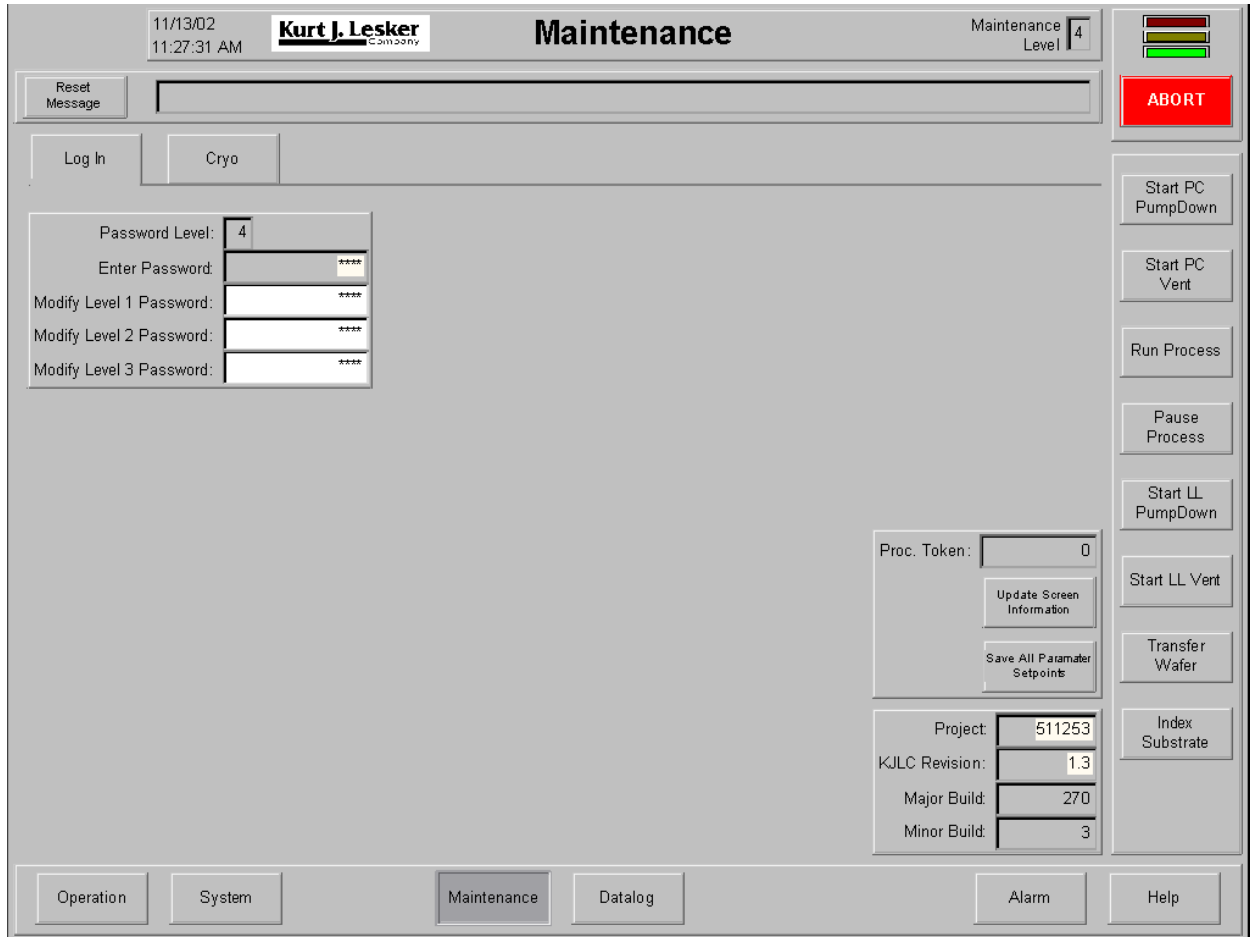 11/13/02
11:27:31 AM
Kurt J. Lesker
Company
Maintenance
Maintenance
Level
4
Reset
Message
ABORT
Log In
Cryo
Password Level: 4
Enter Password: ****
Modify Level 1 Password: ****
Modify Level 2 Password: ****
Modify Level 3 Password: ****
Start PC
PumpDown
Start PC
Vent
Run Process
Pause
Process
Start LL
PumpDown
Start LL Vent
Transfer
Wafer
Index
Substrate
Proc. Token: 0
Update Screen
Information
Save All Paramater
Setpoints
Project: 511253
KJLC Revision: 1.3
Major Build: 270
Minor Build: 3
Operation
System
Maintenance
Datalog
Alarm
Help